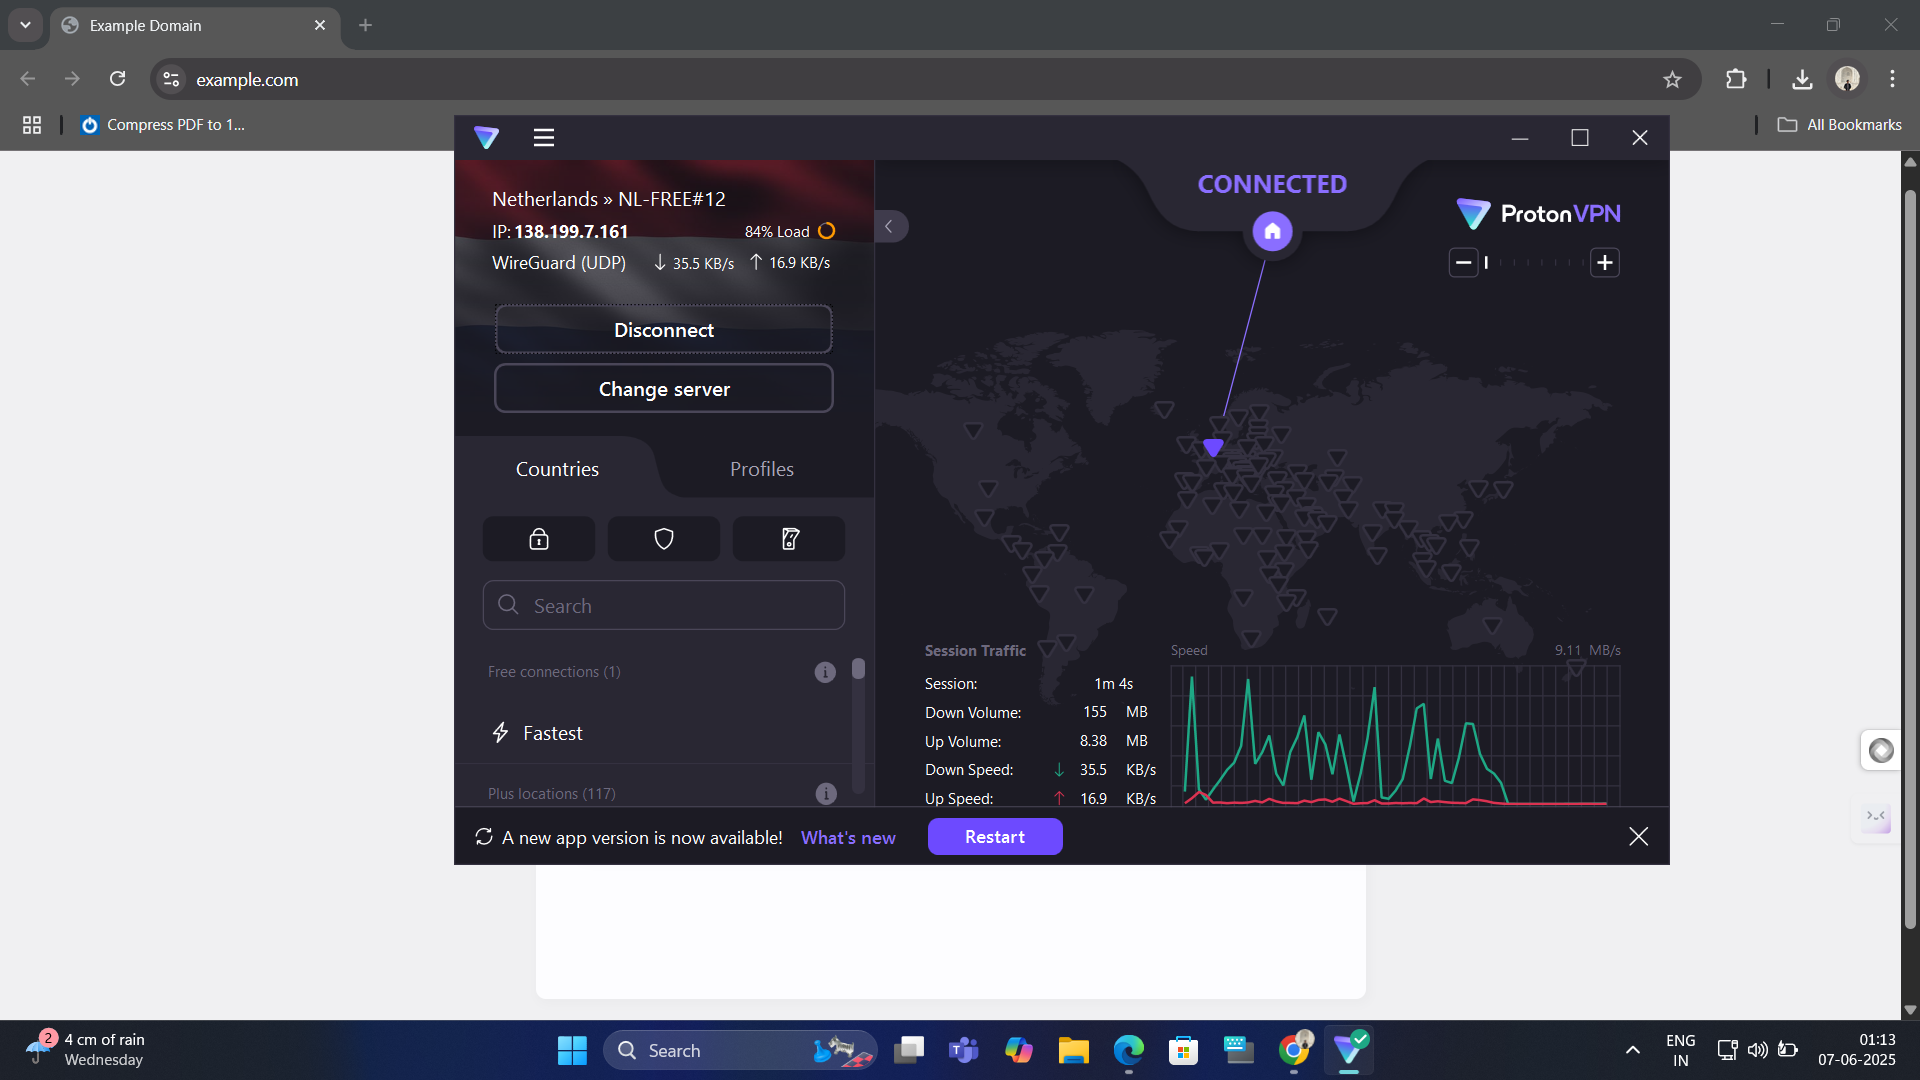 Example Domain
example.com
Compress PDF to 1...
All Bookmarks
Netherlands » NL-FREE#12
IP: 138.199.7.161
84% Load
WireGuard (UDP)
↓ 35.5 KB/s
↑ 16.9 KB/s
Disconnect
Change server
Countries
Profiles
Search
Free connections (1)
Fastest
Plus locations (117)
CONNECTED
ProtonVPN
Session Traffic
Session: 1m 4s
Down Volume: 155 MB
Up Volume: 8.38 MB
Down Speed: ↓ 35.5 KB/s
Up Speed: ↑ 16.9 KB/s
Speed
9.11 MB/s
A new app version is now available! What's new
Restart
2
4 cm of rain
Wednesday
Search
ENG
IN
01:13
07-06-2025